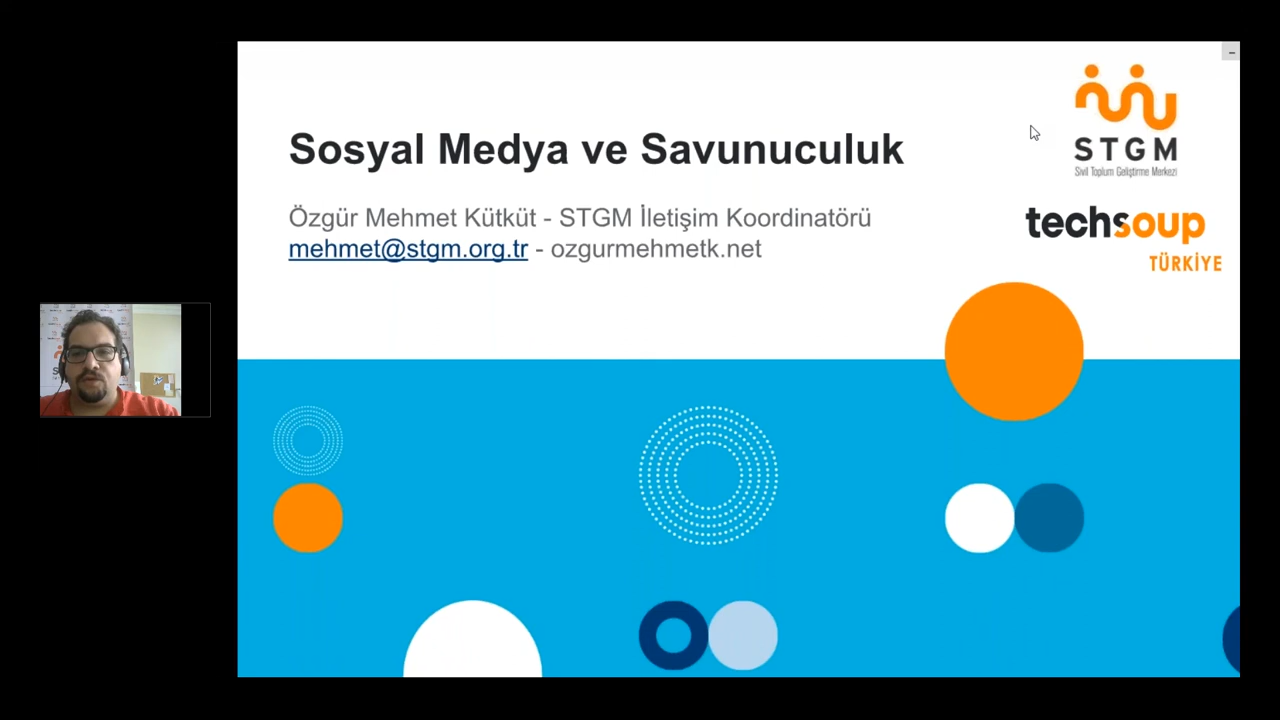 Sosyal Medya ve Savunuculuk
Özgür Mehmet Kütküt - STGM İletişim Koordinatörü
mehmet@stgm.org.tr - ozgurmehmetk.net
STGM
Sivil Toplum Geliştirme Merkezi
techsoup
TÜRKİYE